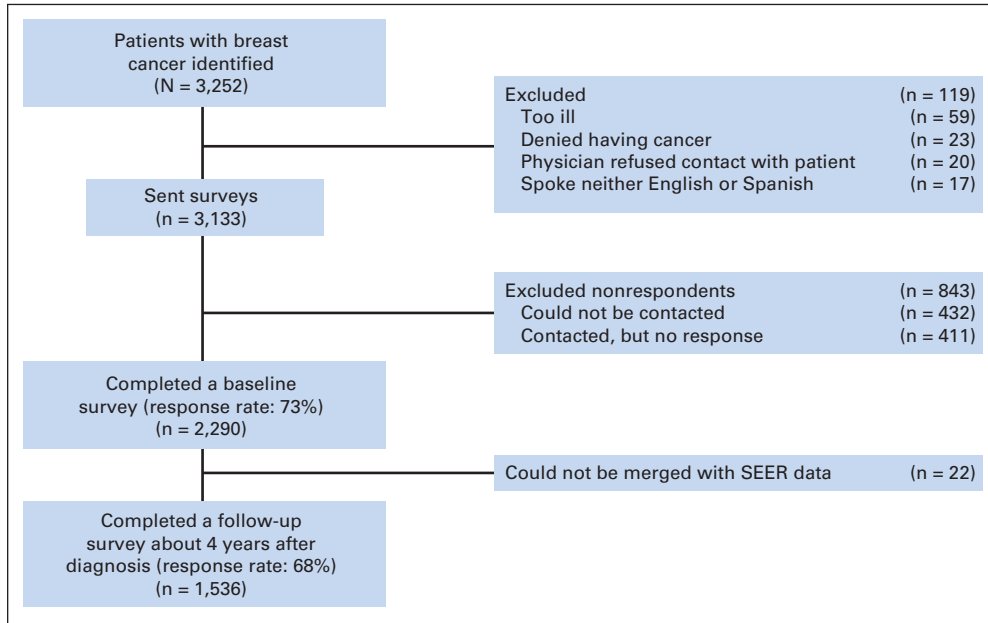 Patients with breast
cancer identified
(N = 3,252)
Excluded (n = 119)
Too ill (n = 59)
Denied having cancer (n = 23)
Physician refused contact with patient (n = 20)
Spoke neither English or Spanish (n = 17)
Sent surveys
(n = 3,133)
Excluded nonrespondents (n = 843)
Could not be contacted (n = 432)
Contacted, but no response (n = 411)
Completed a baseline
survey (response rate: 73%)
(n = 2,290)
Could not be merged with SEER data (n = 22)
Completed a follow-up
survey about 4 years after
diagnosis (response rate: 68%)
(n = 1,536)